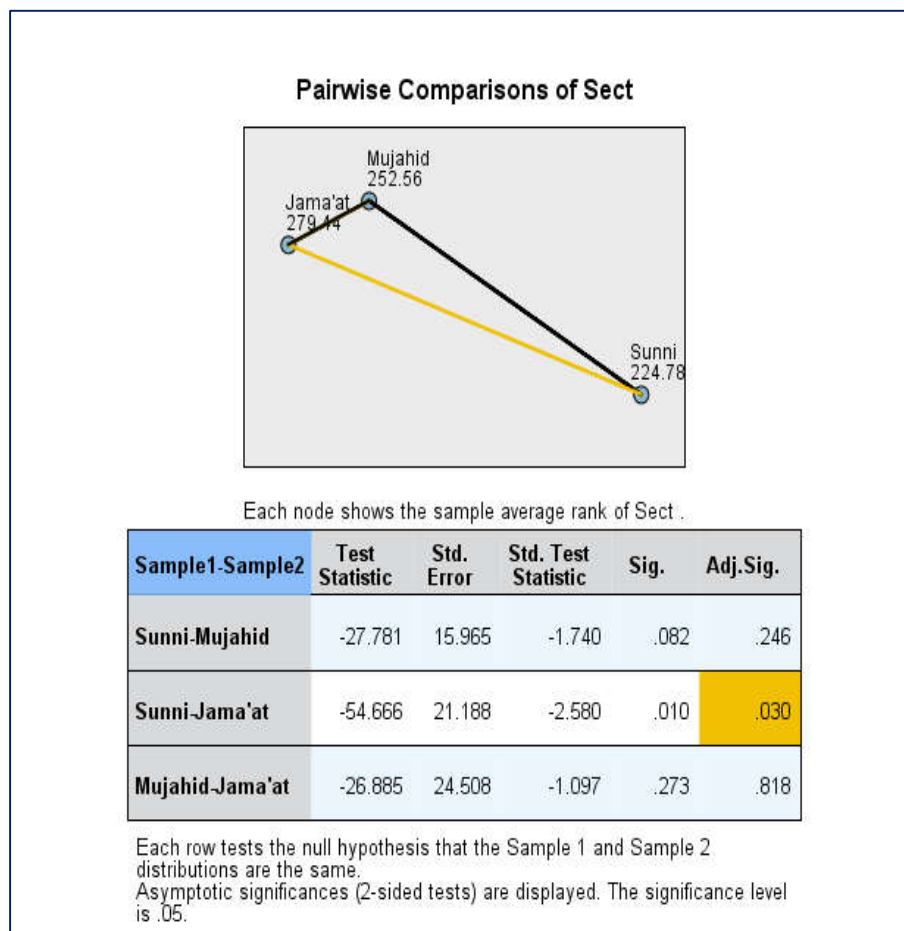 Pairwise Comparisons of Sect
Mujahid
252.56
Jama'at
279.44
Sunni
224.78
Each node shows the sample average rank of Sect .
Sample1-Sample2 Test Statistic Std. Error Std. Test Statistic Sig. Adj.Sig.
Sunni-Mujahid -27.781 15.965 -1.740 .082 .246
Sunni-Jama'at -54.666 21.188 -2.580 .010 .030
Mujahid-Jama'at -26.885 24.508 -1.097 .273 .818
Each row tests the null hypothesis that the Sample 1 and Sample 2
distributions are the same.
Asymptotic significances (2-sided tests) are displayed. The significance level
is .05.